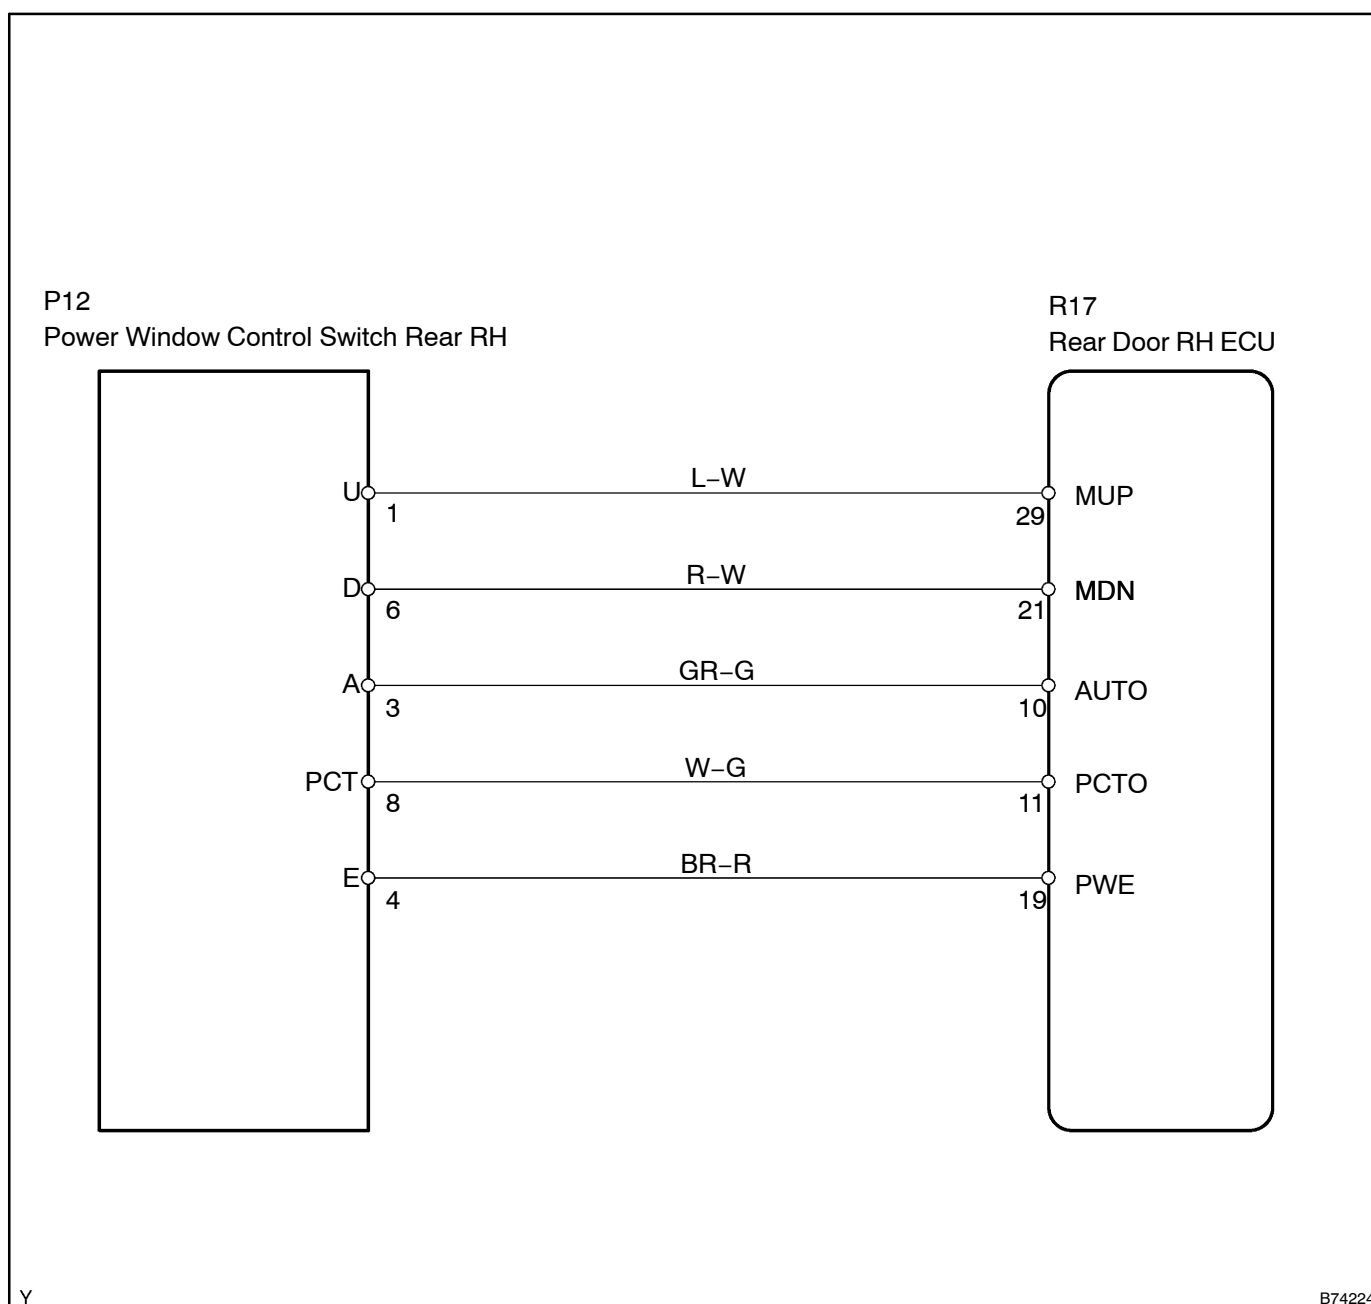 P12
Power Window Control Switch Rear RH
R17
Rear Door RH ECU
U 1 L–W 29 MUP
D 6 R–W 21 MDN
A 3 GR–G 10 AUTO
PCT 8 W–G 11 PCTO
E 4 BR–R 19 PWE
Y B74224